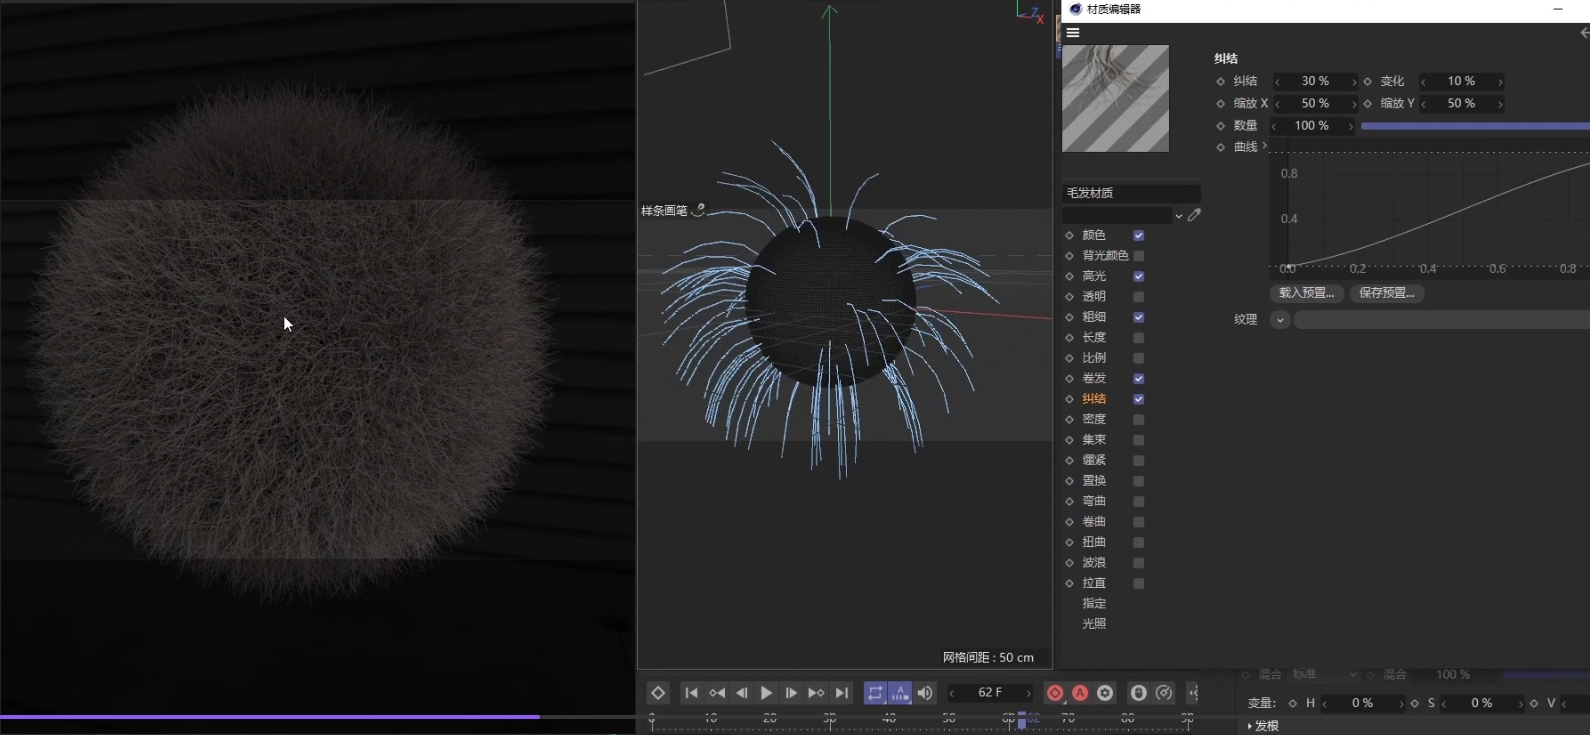 材质编辑器
Z
X
纠结
纠结 30 % 变化 10 %
缩放 X 50 % 缩放 Y 50 %
数量 100 %
曲线
0.8
0.4
0.0 0.2 0.4 0.6 0.8
载入预置... 保存预置...
纹理
毛发材质
颜色
背光颜色
高光
透明
粗细
长度
比例
卷发
纠结
密度
集束
绷紧
置换
弯曲
卷曲
扭曲
波浪
拉直
指定
光照
样条画笔
网格间距 : 50 cm
62 F
0 10 20 30 40 50 60 62 70 80 90
混合 标准 混合 100 %
变量: H 0 % S 0 % V
发根